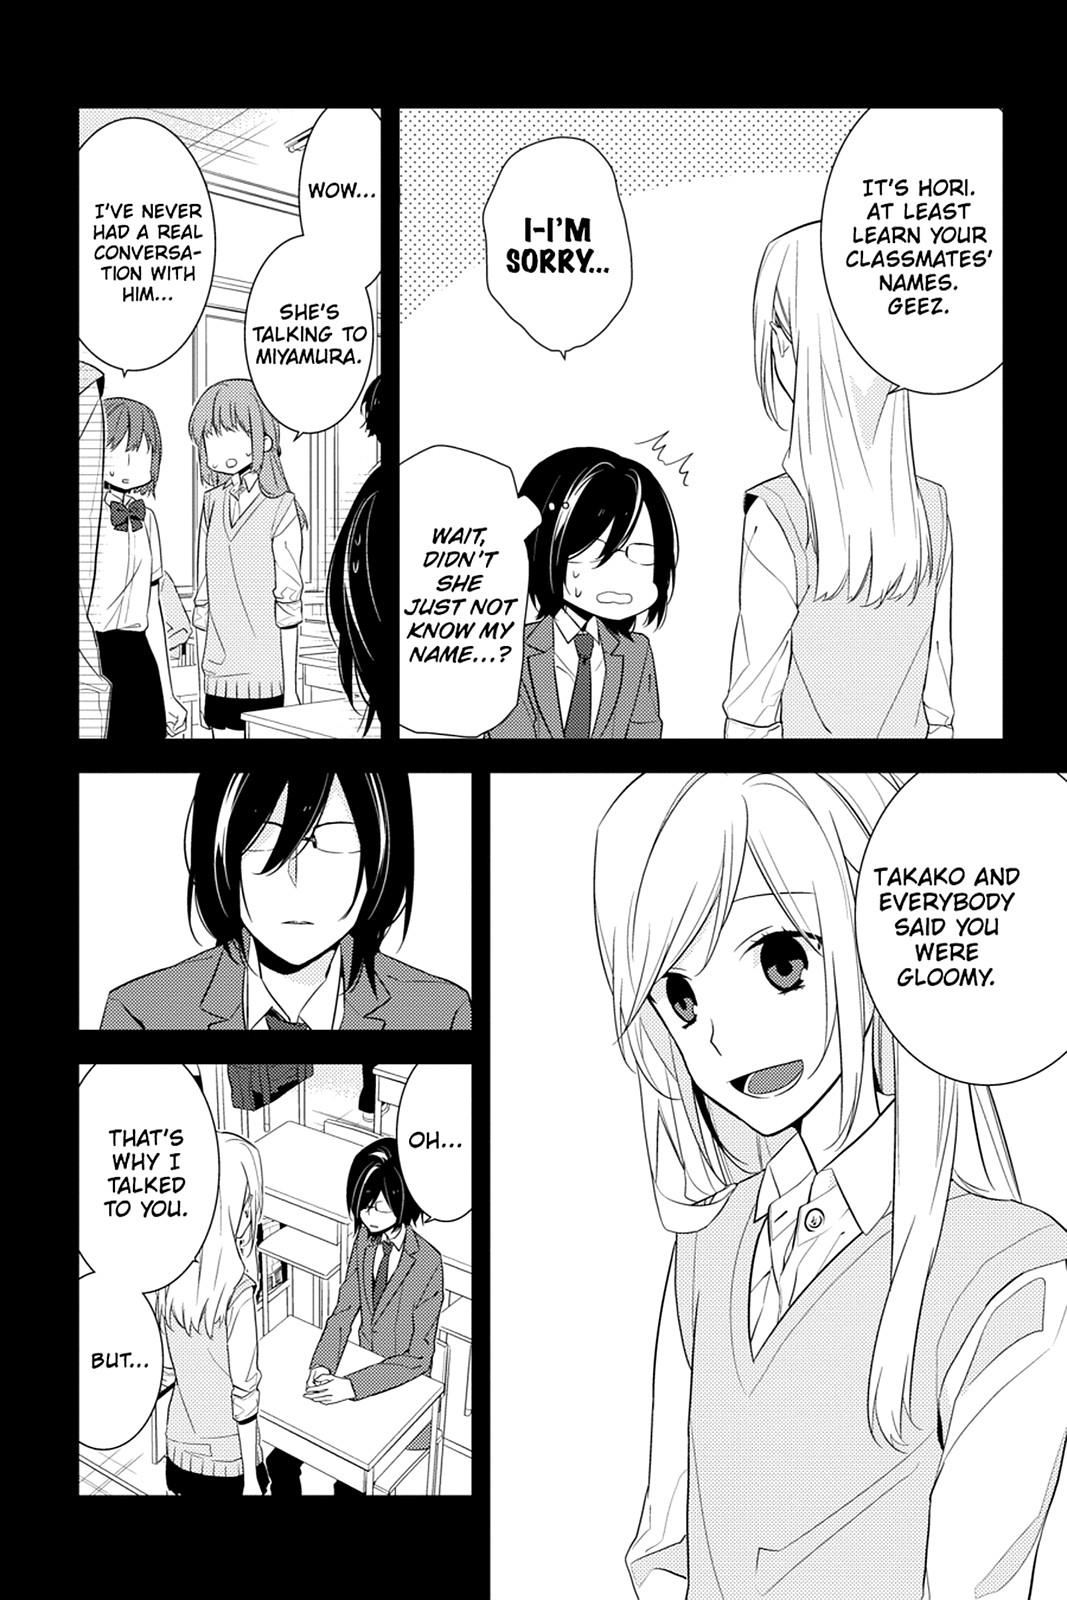 IT'S HORI.
AT LEAST
LEARN YOUR
CLASSMATES'
NAMES.
GEEZ.
I-I'M
SORRY...
WAIT,
DIDN'T
SHE
JUST NOT
KNOW MY
NAME...?
WOW...
SHE'S
TALKING TO
MIYAMURA.
I'VE NEVER
HAD A REAL
CONVERSA-
TION WITH
HIM...
TAKAKO AND
EVERYBODY
SAID YOU
WERE
GLOOMY.
OH...
THAT'S
WHY I
TALKED
TO YOU.
BUT...